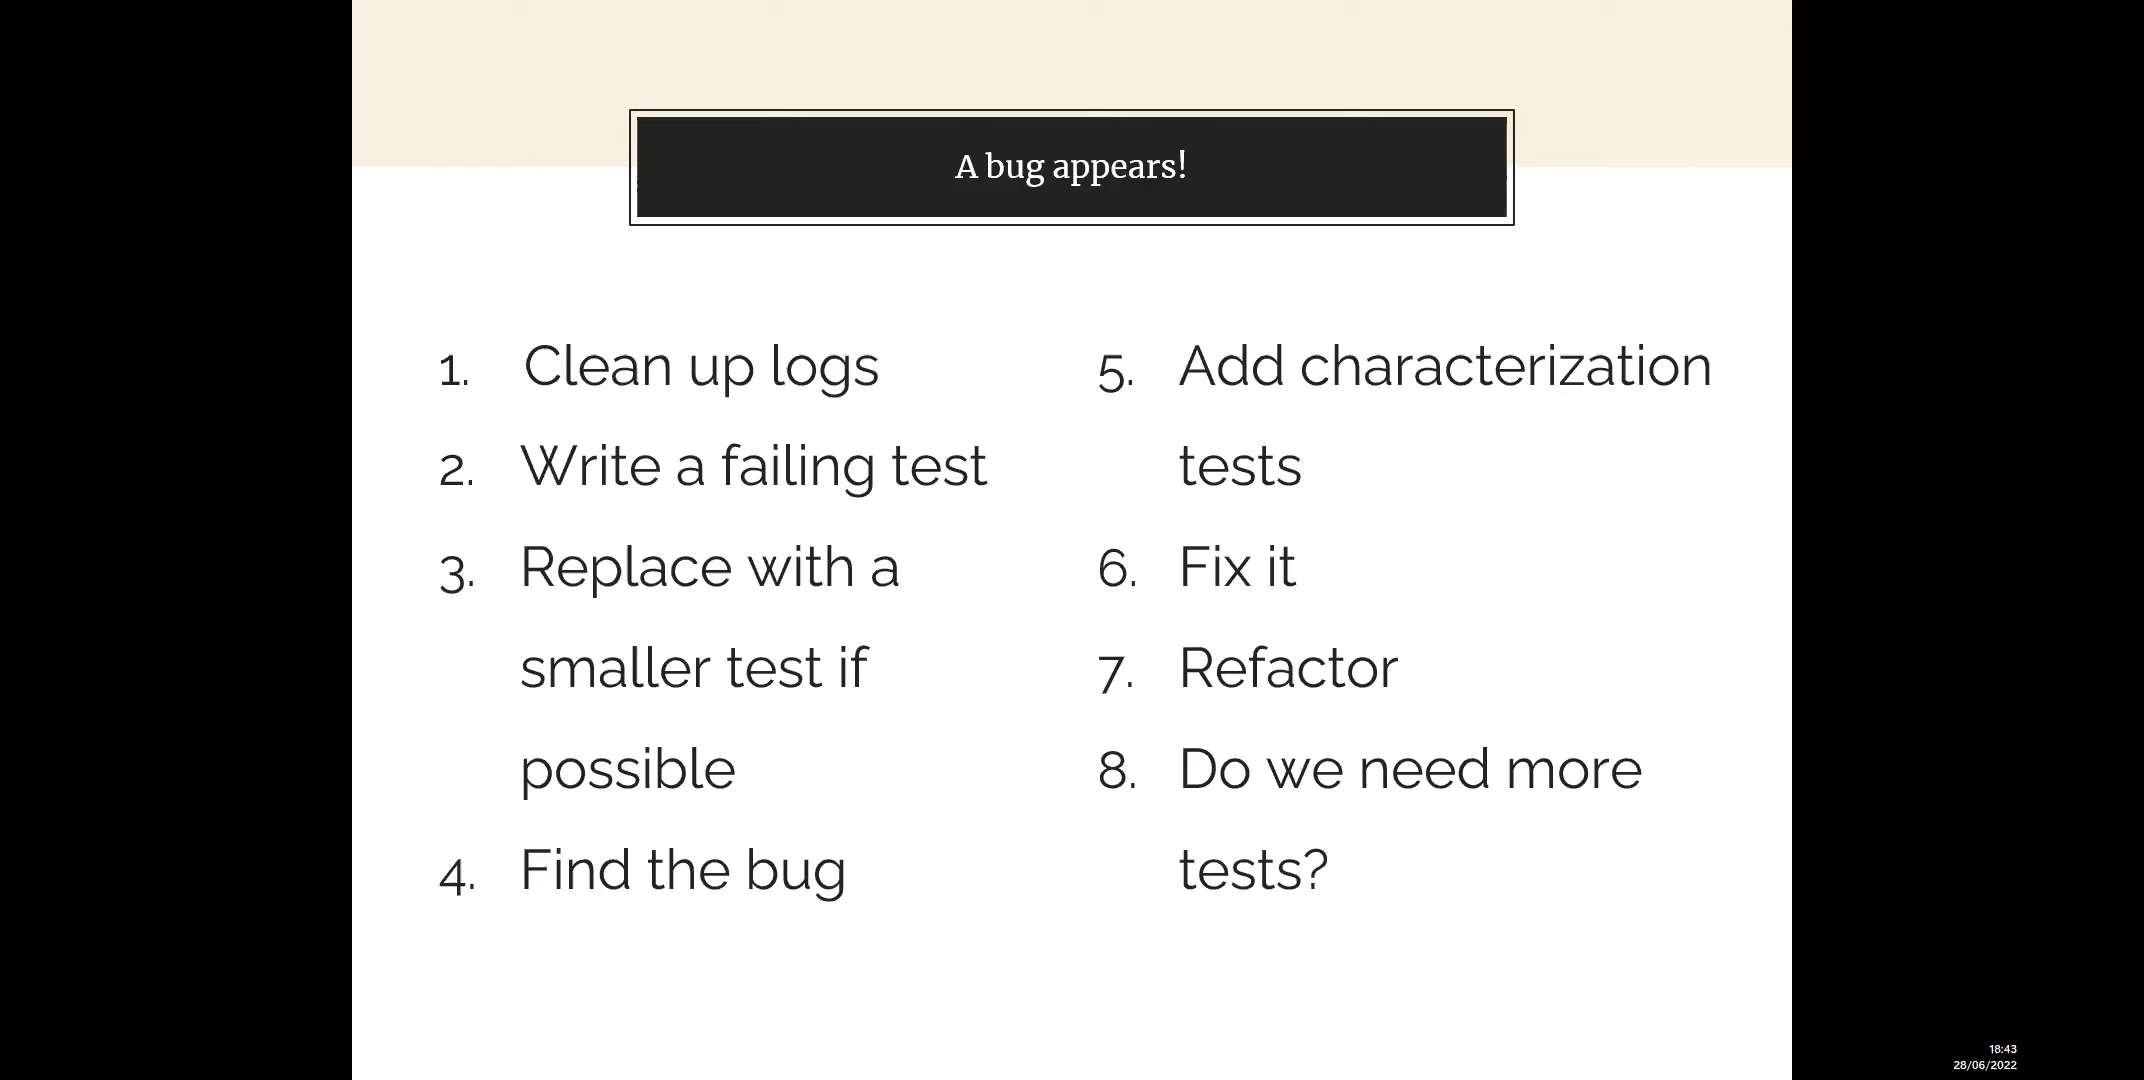 A bug appears!
1. Clean up logs
2. Write a failing test
3. Replace with a
smaller test if
possible
4. Find the bug
5. Add characterization
tests
6. Fix it
7. Refactor
8. Do we need more
tests?
18:43
28/06/2022